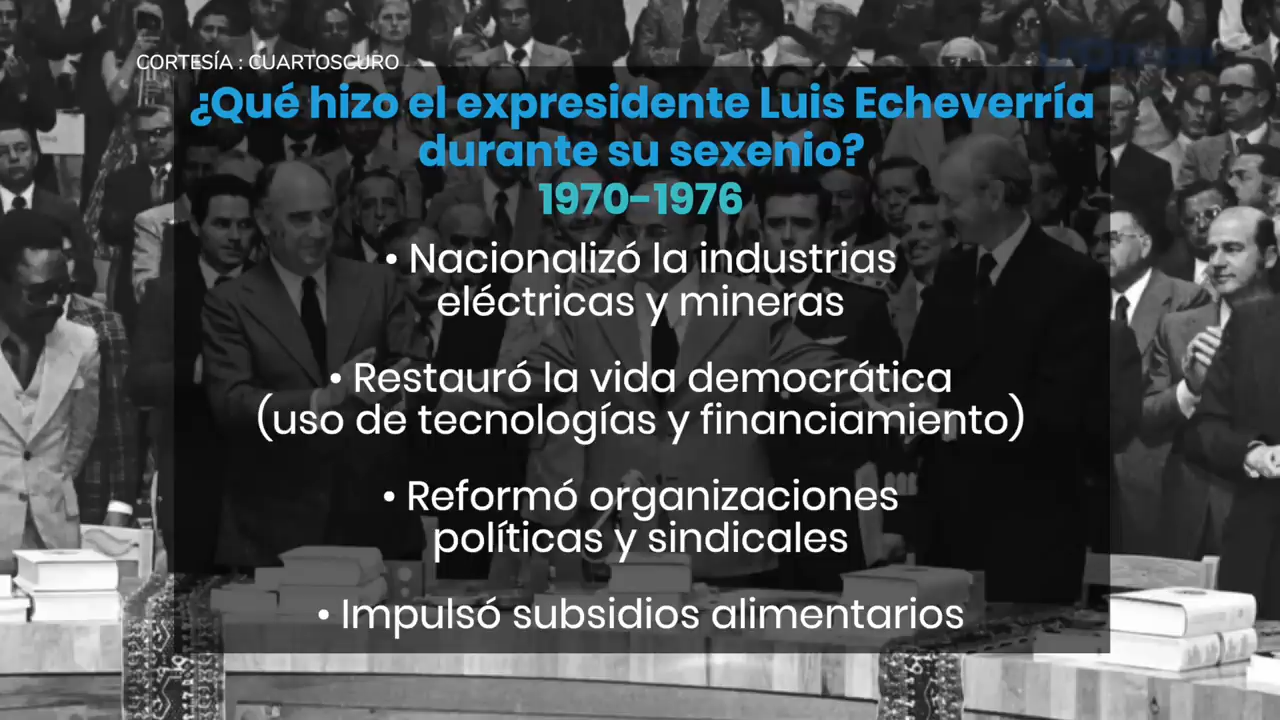 CORTESÍA : CUARTOSCURO
¿Qué hizo el expresidente Luis Echeverría
durante su sexenio?
1970-1976
• Nacionalizó la industrias
eléctricas y mineras
• Restauró la vida democrática
(uso de tecnologías y financiamiento)
• Reformó organizaciones
políticas y sindicales
• Impulsó subsidios alimentarios